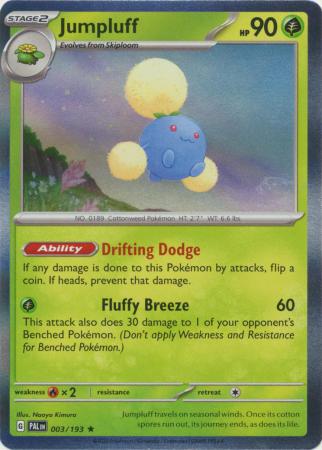 STAGE2 Jumpluff HP 90
Evolves from Skiploom
NO. 0189 Cottonweed Pokémon HT: 2'7" WT: 6.6 lbs.
Ability Drifting Dodge
If any damage is done to this Pokémon by attacks, flip a
coin. If heads, prevent that damage.
Fluffy Breeze 60
This attack also does 30 damage to 1 of your opponent's
Benched Pokémon. (Don't apply Weakness and Resistance
for Benched Pokémon.)
weakness ×2 resistance retreat
Illus. Naoyo Kimura
G PAL EN 003/193 ★
Jumpluff travels on seasonal winds. Once its cotton
spores run out, its journey ends, as does its life.